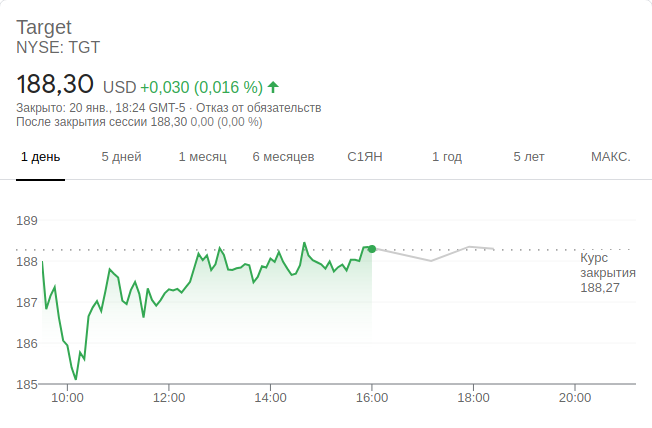 Target
NYSE: TGT
188,30 USD +0,030 (0,016 %)
Закрыто: 20 янв., 18:24 GMT-5 · Отказ от обязательств
После закрытия сессии 188,30 0,00 (0,00 %)
1 день 5 дней 1 месяц 6 месяцев С1ЯН 1 год 5 лет МАКС.
189
188
187
186
185
Курс
закрытия
188,27
10:00 12:00 14:00 16:00 18:00 20:00